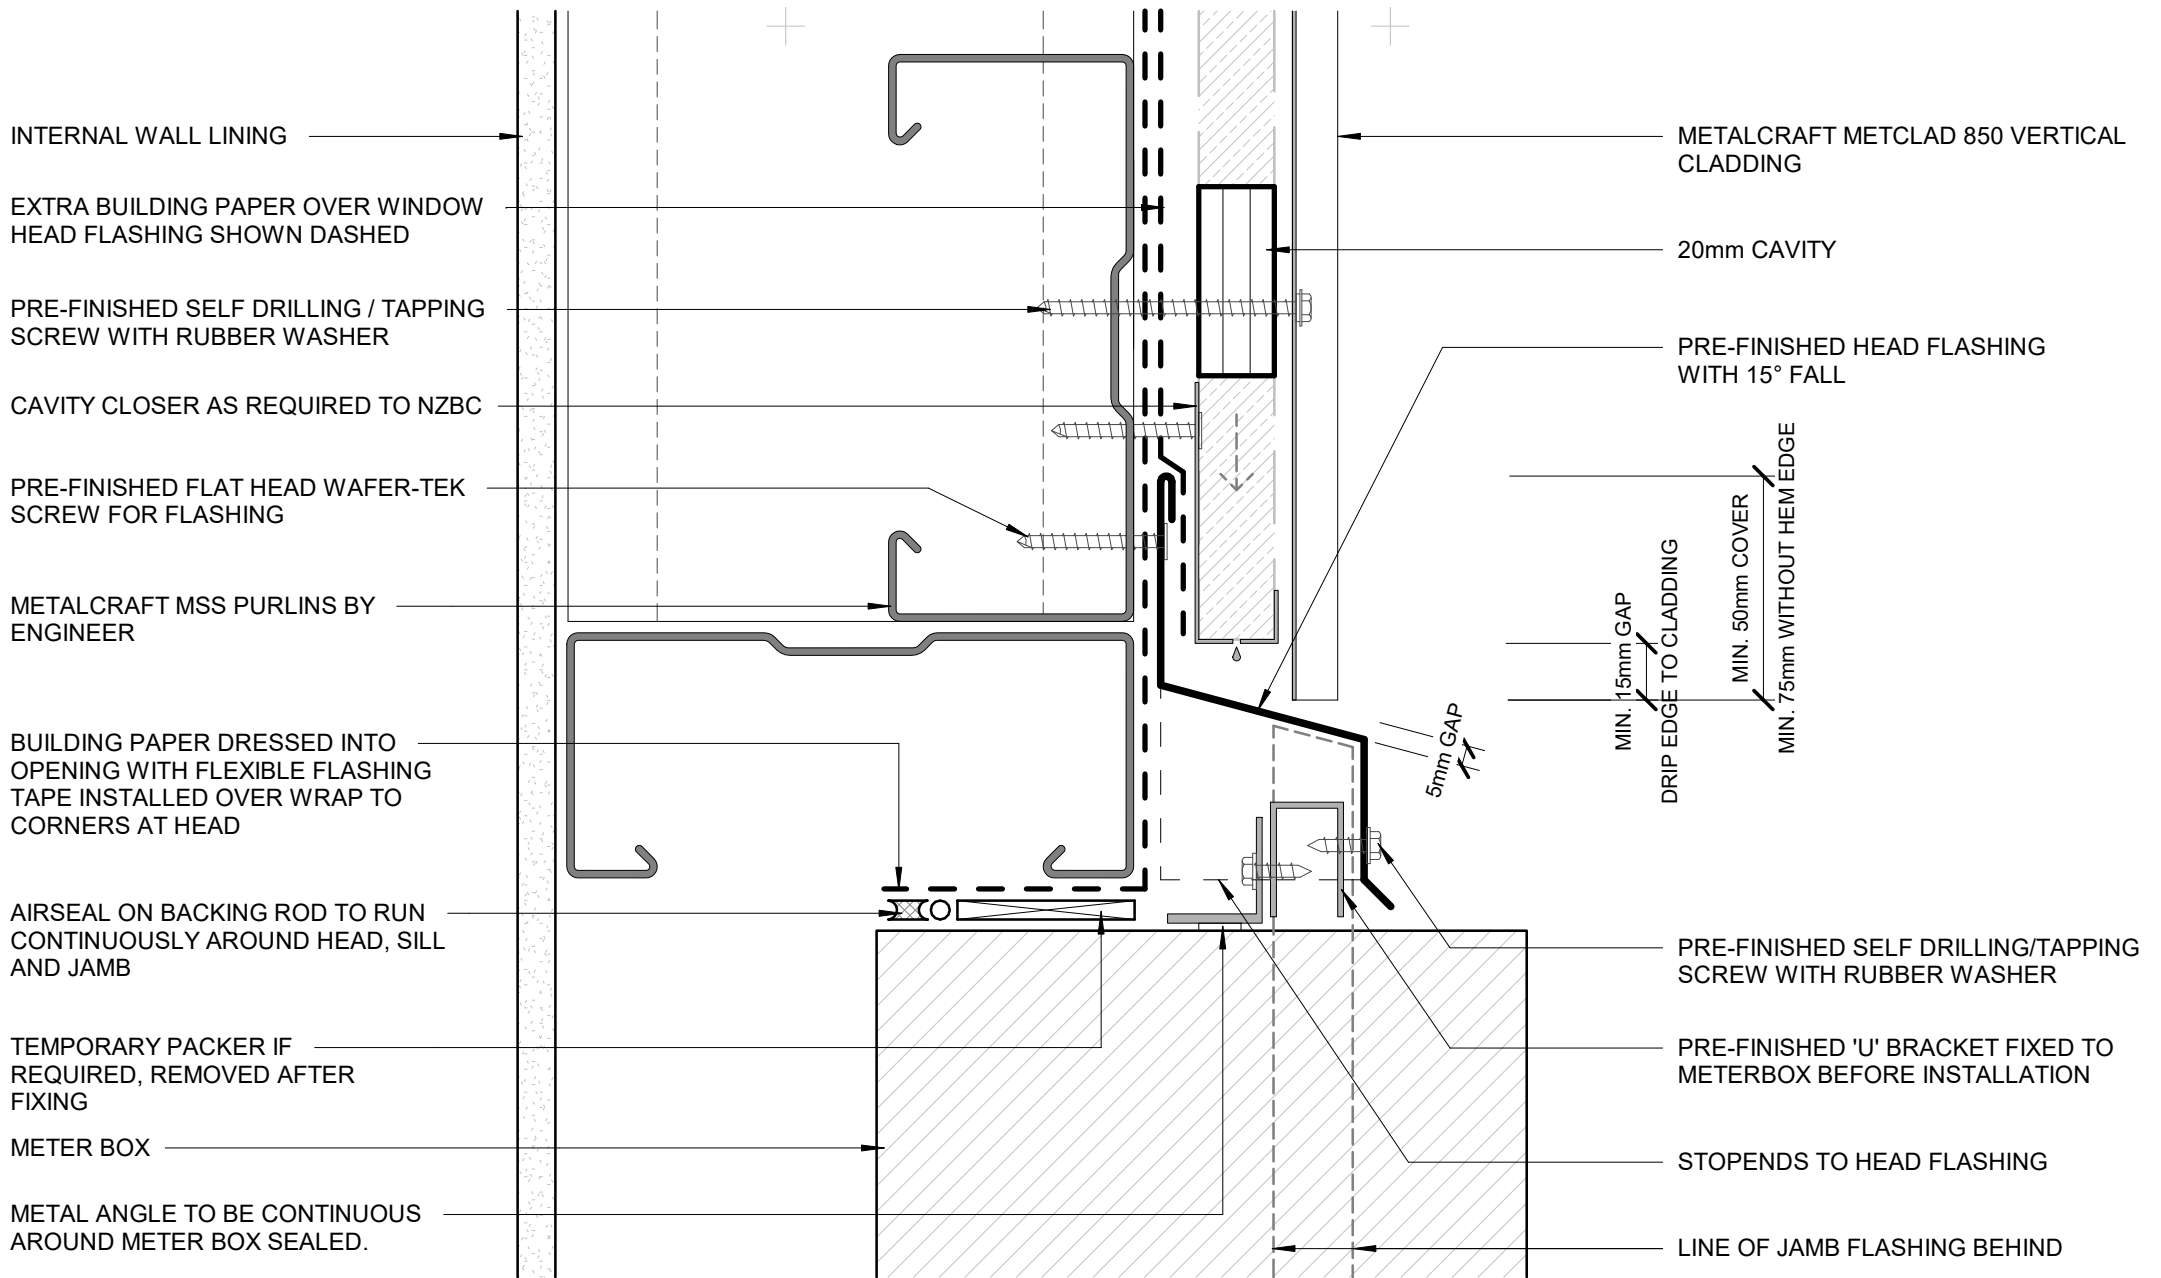 INTERNAL WALL LINING
EXTRA BUILDING PAPER OVER WINDOW
HEAD FLASHING SHOWN DASHED
PRE-FINISHED SELF DRILLING / TAPPING
SCREW WITH RUBBER WASHER
CAVITY CLOSER AS REQUIRED TO NZBC
PRE-FINISHED FLAT HEAD WAFER-TEK
SCREW FOR FLASHING
METALCRAFT MSS PURLINS BY
ENGINEER
BUILDING PAPER DRESSED INTO
OPENING WITH FLEXIBLE FLASHING
TAPE INSTALLED OVER WRAP TO
CORNERS AT HEAD
AIRSEAL ON BACKING ROD TO RUN
CONTINUOUSLY AROUND HEAD, SILL
AND JAMB
TEMPORARY PACKER IF
REQUIRED, REMOVED AFTER
FIXING
METER BOX
METAL ANGLE TO BE CONTINUOUS
AROUND METER BOX SEALED.
METALCRAFT METCLAD 850 VERTICAL
CLADDING
20mm CAVITY
PRE-FINISHED HEAD FLASHING
WITH 15° FALL
5mm GAP
MIN. 15mm GAP
DRIP EDGE TO CLADDING
MIN. 50mm COVER
MIN. 75mm WITHOUT HEM EDGE
PRE-FINISHED SELF DRILLING/TAPPING
SCREW WITH RUBBER WASHER
PRE-FINISHED 'U' BRACKET FIXED TO
METERBOX BEFORE INSTALLATION
STOPENDS TO HEAD FLASHING
LINE OF JAMB FLASHING BEHIND